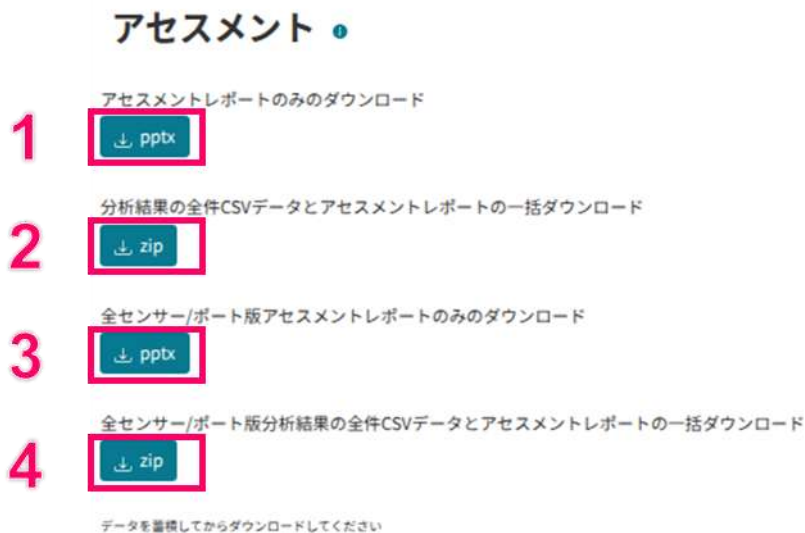 アセスメント
アセスメントレポートのみのダウンロード
1
pptx
分析結果の全件CSVデータとアセスメントレポートの一括ダウンロード
2
zip
全センサー/ポート版アセスメントレポートのみのダウンロード
3
pptx
全センサー/ポート版分析結果の全件CSVデータとアセスメントレポートの一括ダウンロード
4
zip
データを蓄積してからダウンロードしてください